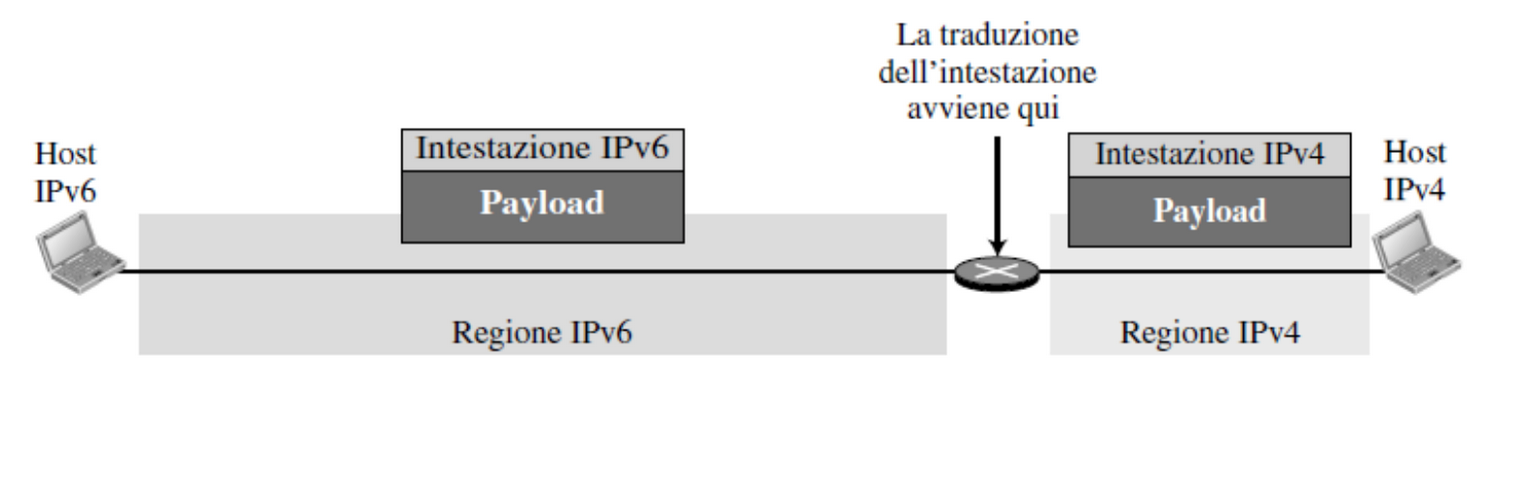 La traduzione
dell’intestazione
avviene qui
Host
IPv6
Intestazione IPv6
Payload
Intestazione IPv4
Payload
Host
IPv4
Regione IPv6
Regione IPv4